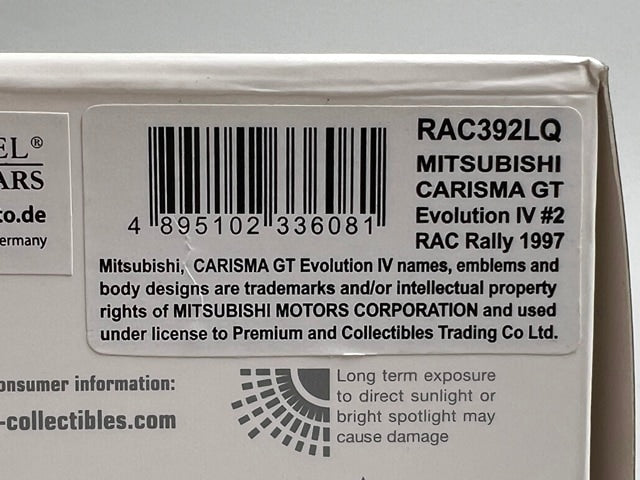 EL®
ARS
to.de
ermany
4 895102 336081
RAC392LQ
MITSUBISHI
CARISMA GT
Evolution IV #2
RAC Rally 1997
Mitsubishi, CARISMA GT Evolution IV names, emblems and
body designs are trademarks and/or intellectual property
rights of MITSUBISHI MOTORS CORPORATION and used
under license to Premium and Collectibles Trading Co Ltd.
onsumer information:
-collectibles.com
Long term exposure
to direct sunlight or
bright spotlight may
cause damage